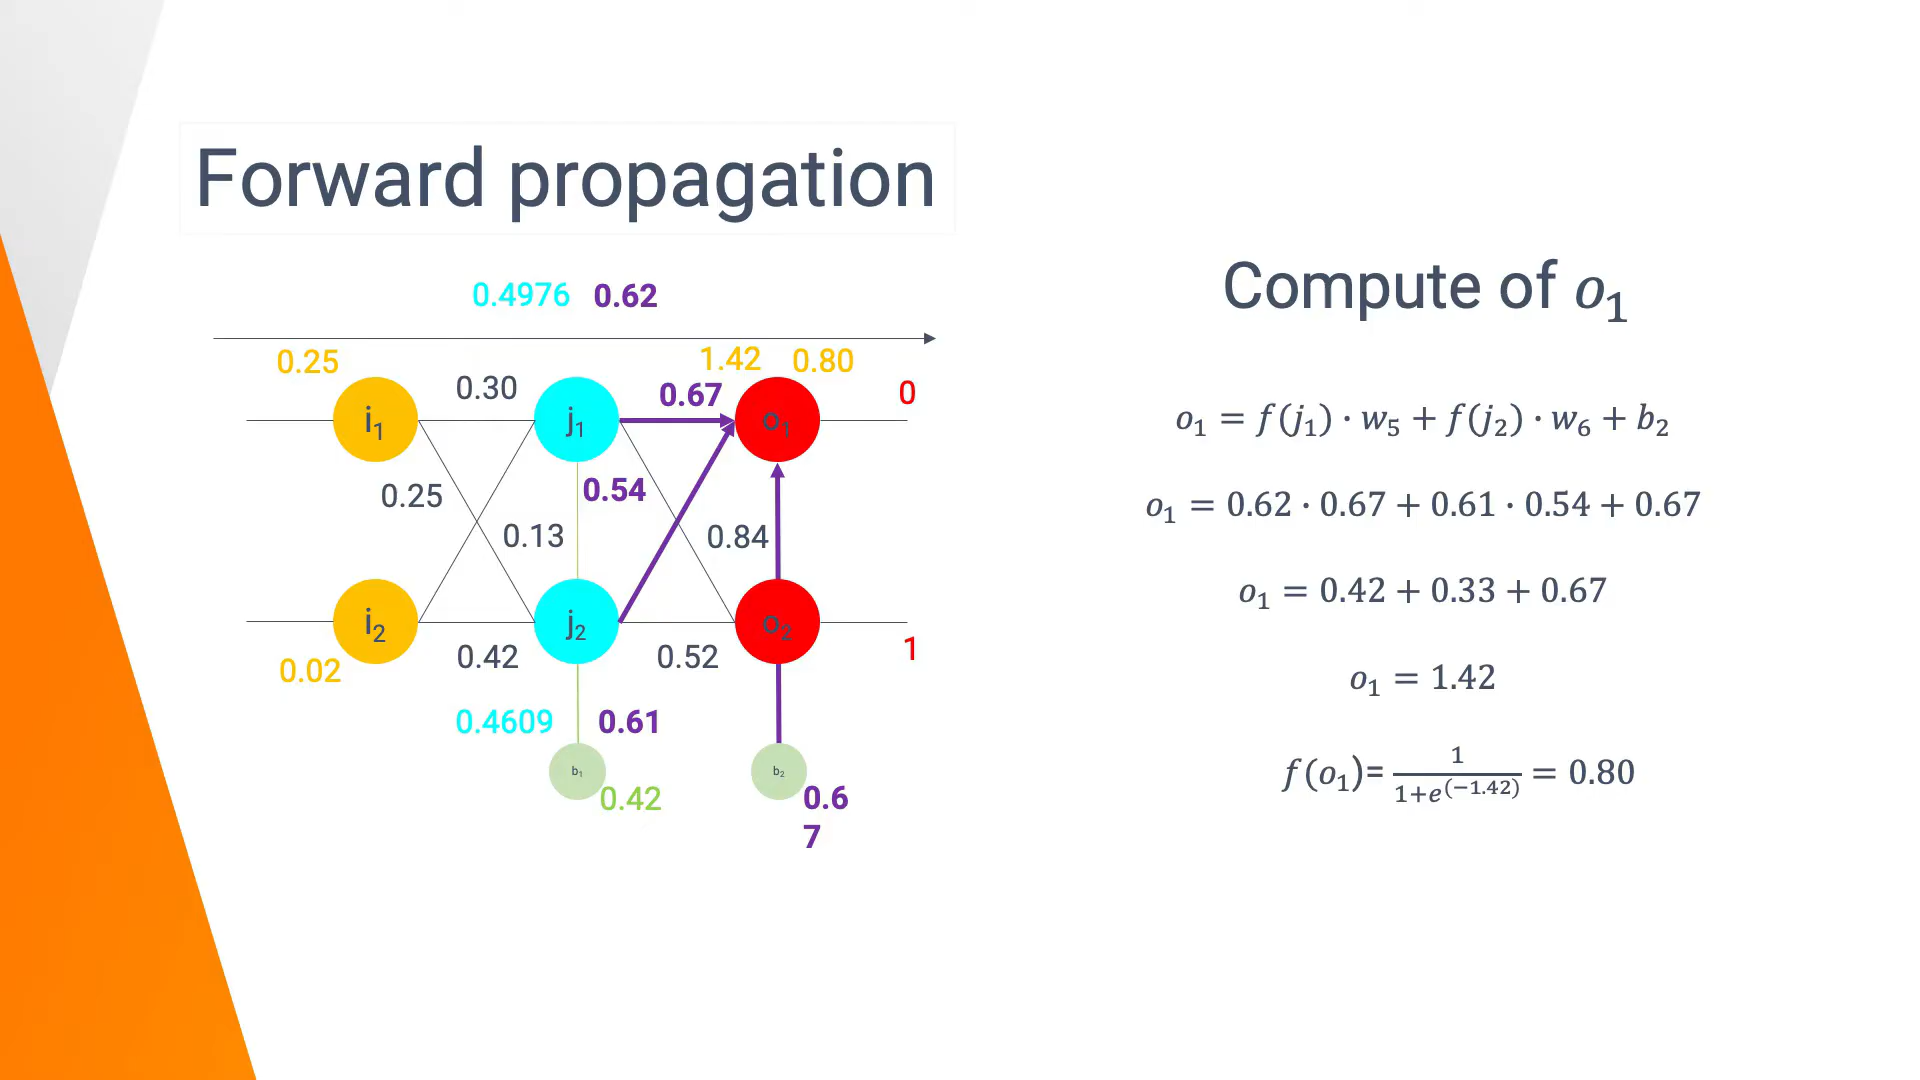 Forward propagation
0.4976 0.62
0.25
1.42 0.80
0.30
0.67
0
i₁
j₁
o₁
0.25
0.54
0.13
0.84
i₂
j₂
o₂
0.02
0.42
0.52
1
0.4609 0.61
b₁
b₂
0.42
0.6
7
Compute of o₁
o₁ = f(j₁) · w₅ + f(j₂) · w₆ + b₂
o₁ = 0.62 · 0.67 + 0.61 · 0.54 + 0.67
o₁ = 0.42 + 0.33 + 0.67
o₁ = 1.42
f(o₁)= 1/(1+e^(−1.42)) = 0.80